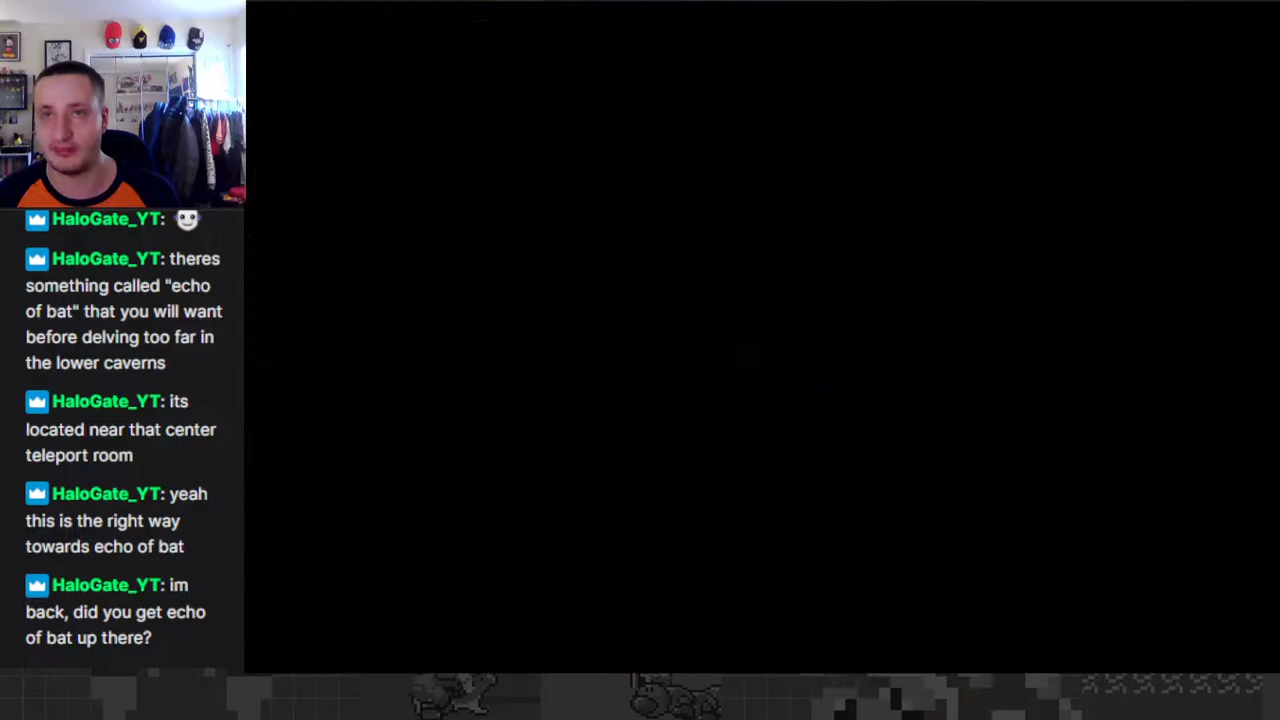 HaloGate_YT:
HaloGate_YT: theres
something called "echo
of bat" that you will want
before delving too far in
the lower caverns
HaloGate_YT: its
located near that center
teleport room
HaloGate_YT: yeah
this is the right way
towards echo of bat
HaloGate_YT: im
back, did you get echo
of bat up there?